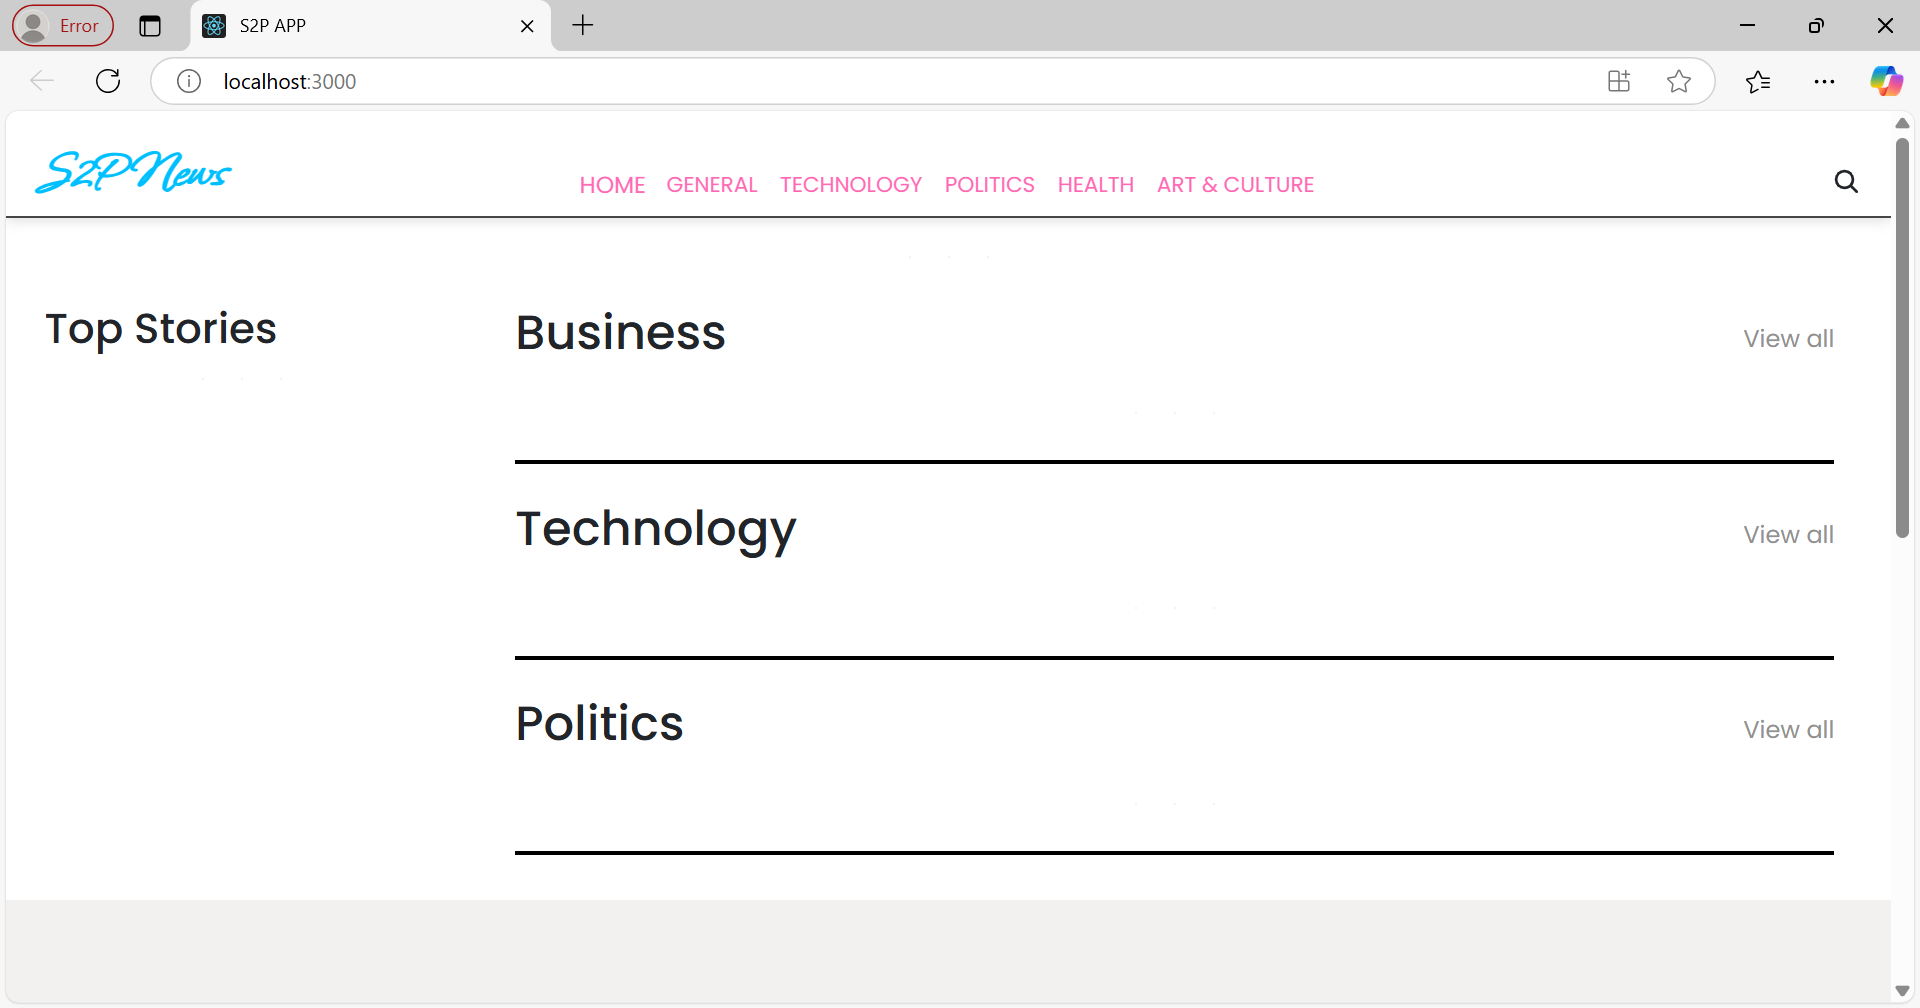 Error
S2P APP
localhost:3000
S2PNews
HOME GENERAL TECHNOLOGY POLITICS HEALTH ART & CULTURE
Top Stories
Business
View all
Technology
View all
Politics
View all